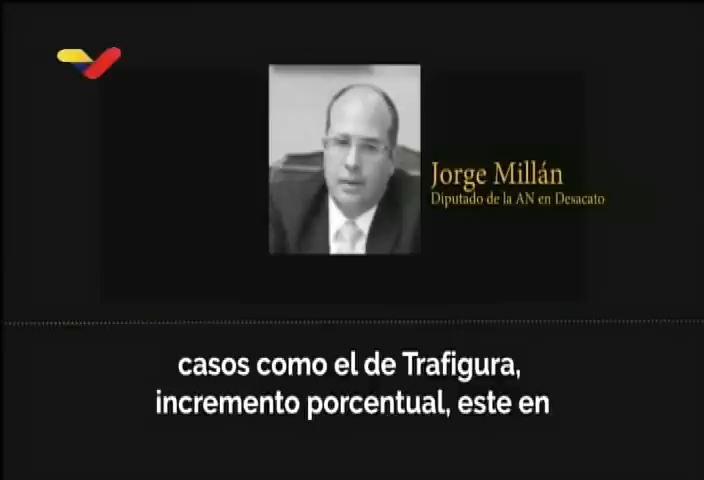 Jorge Millán
Diputado de la AN en Desacato
casos como el de Trafigura,
incremento porcentual, este en